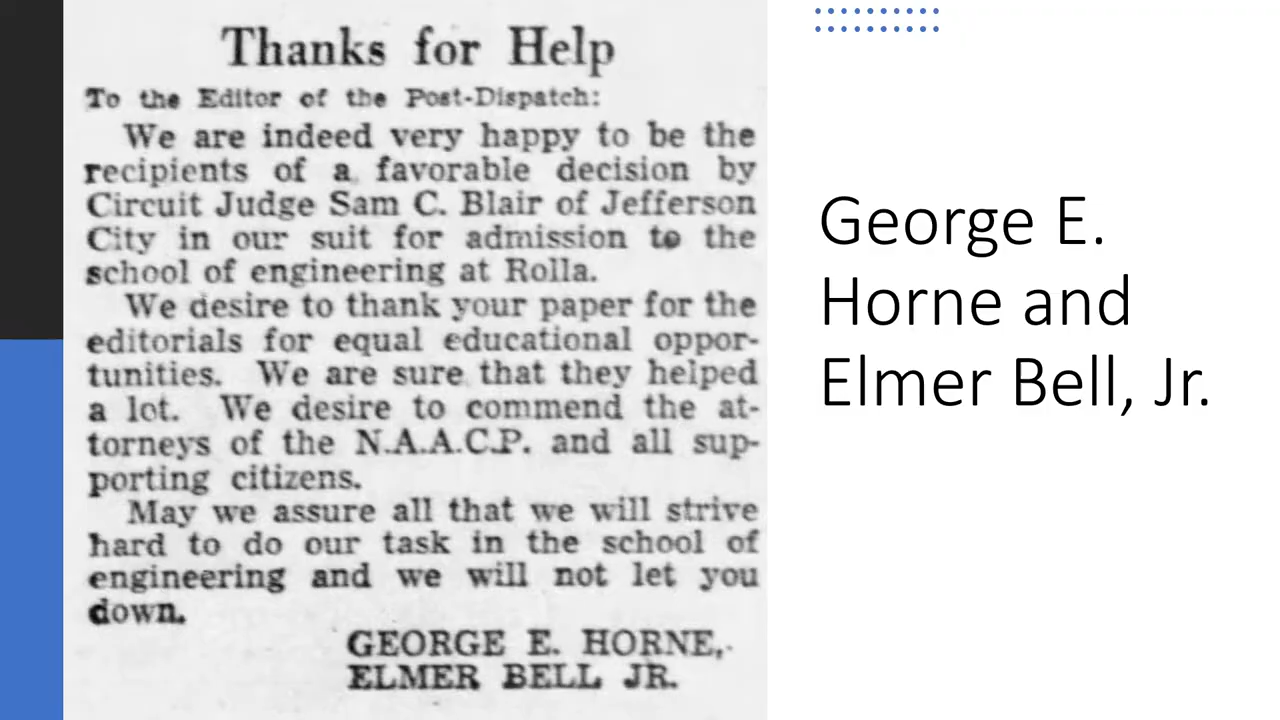 Thanks for Help
To the Editor of the Post-Dispatch:
We are indeed very happy to be the
recipients of a favorable decision by
Circuit Judge Sam C. Blair of Jefferson
City in our suit for admission to the
school of engineering at Rolla.
We desire to thank your paper for the
editorials for equal educational oppor-
tunities. We are sure that they helped
a lot. We desire to commend the at-
torneys of the N.A.A.C.P. and all sup-
porting citizens.
May we assure all that we will strive
hard to do our task in the school of
engineering and we will not let you
down.
GEORGE E. HORNE,
ELMER BELL JR.
George E.
Horne and
Elmer Bell, Jr.